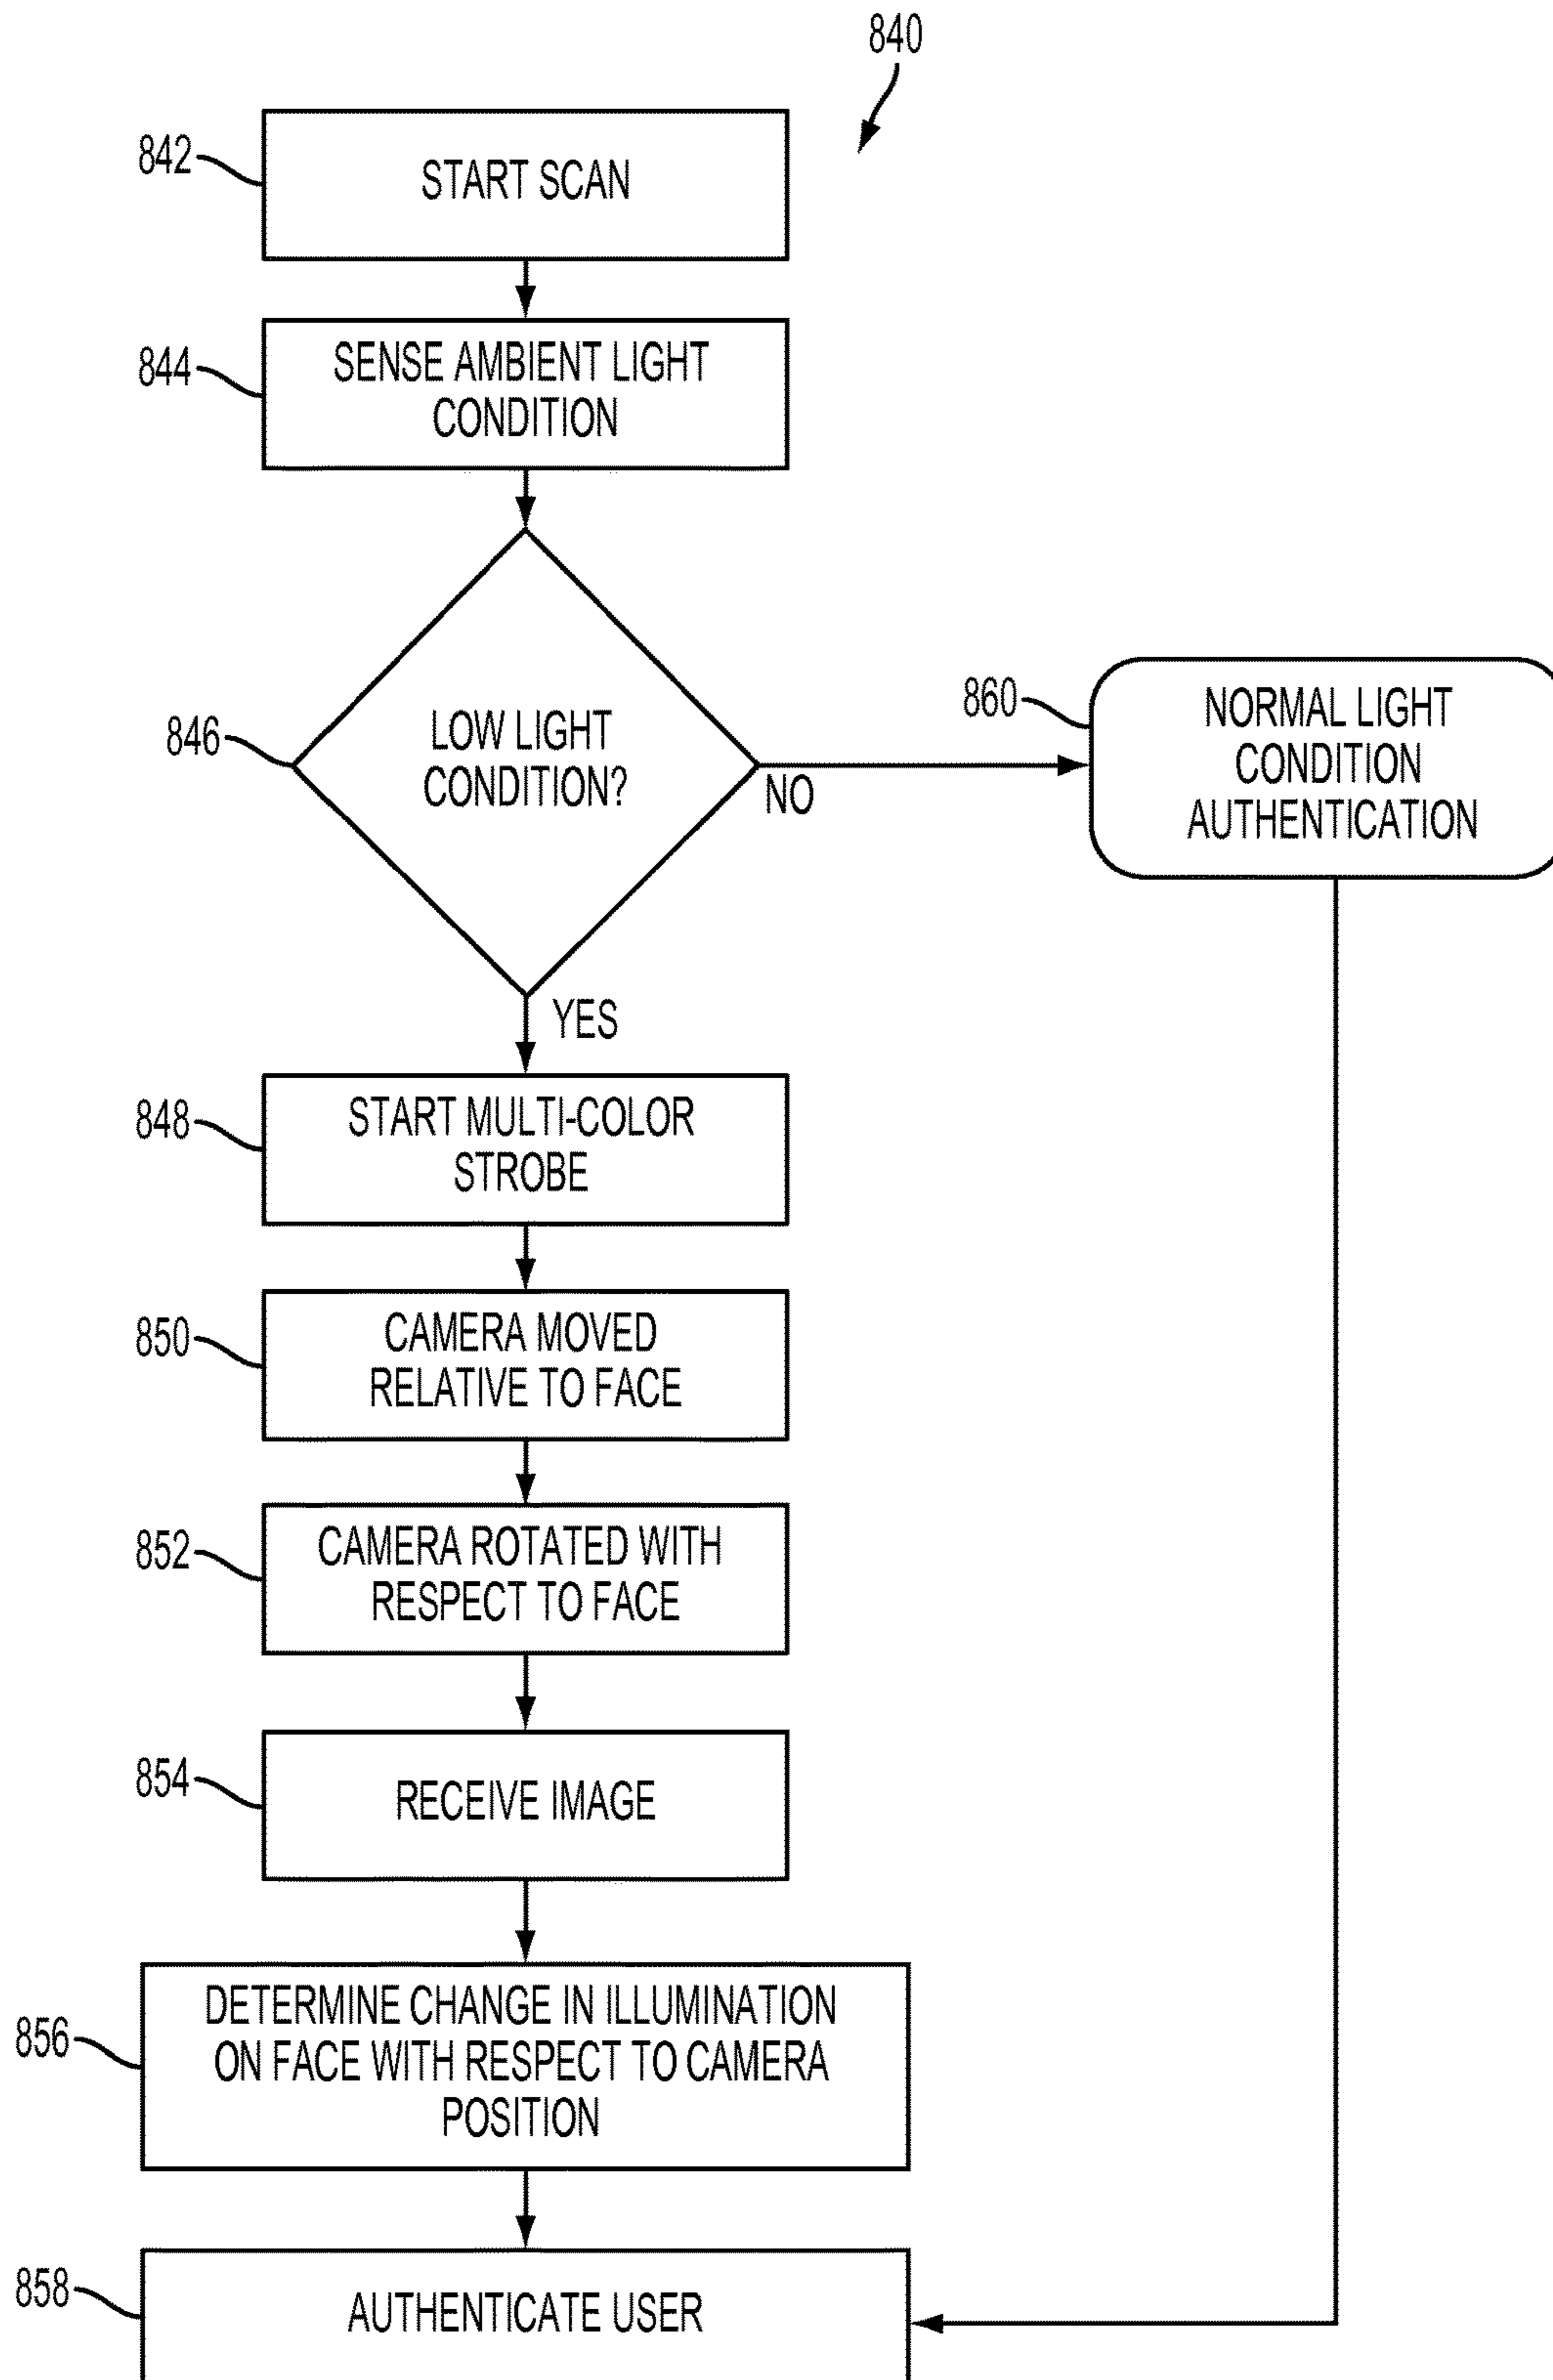 840
842
START SCAN
844
SENSE AMBIENT LIGHT
CONDITION
846
LOW LIGHT
CONDITION?
NO
860
NORMAL LIGHT
CONDITION
AUTHENTICATION
YES
848
START MULTI-COLOR
STROBE
850
CAMERA MOVED
RELATIVE TO FACE
852
CAMERA ROTATED WITH
RESPECT TO FACE
854
RECEIVE IMAGE
856
DETERMINE CHANGE IN ILLUMINATION
ON FACE WITH RESPECT TO CAMERA
POSITION
858
AUTHENTICATE USER